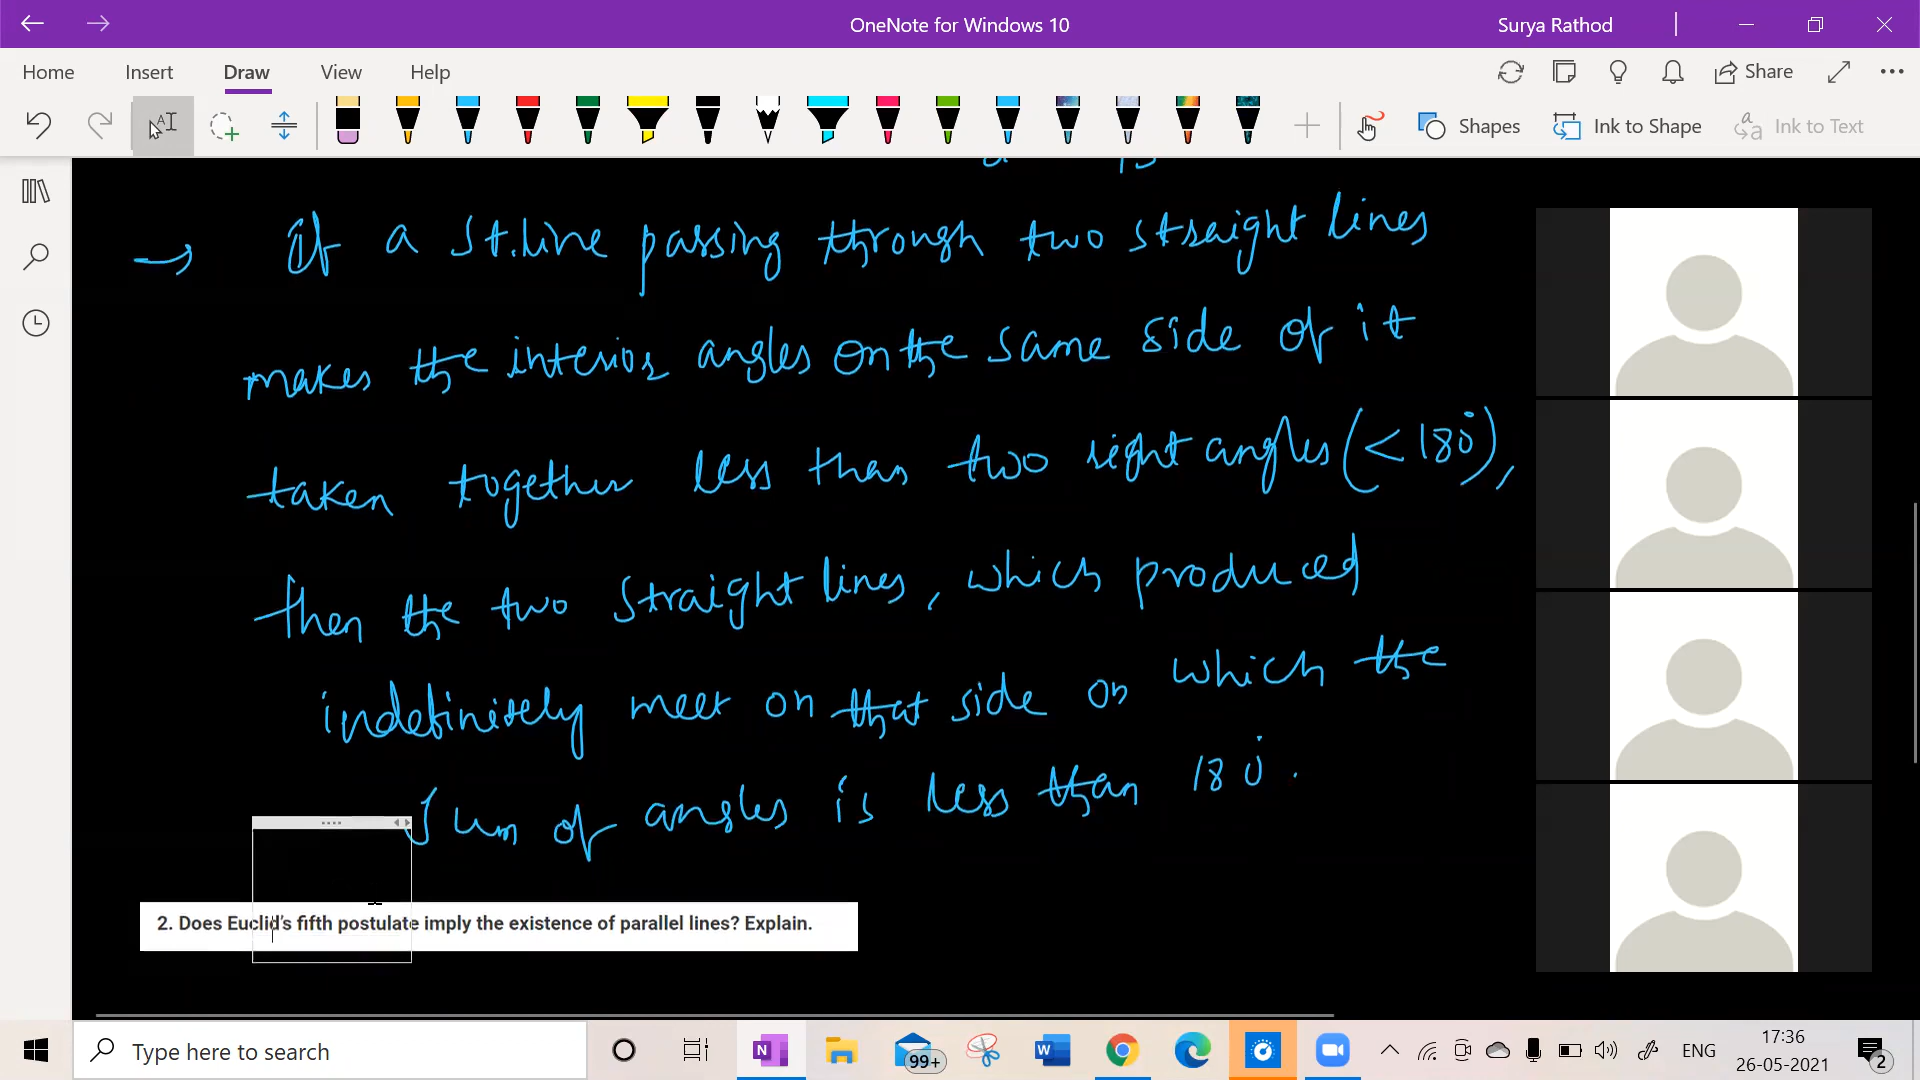 OneNote for Windows 10
Surya Rathod
Home Insert Draw View Help
Share
Shapes Ink to Shape Ink to Text
→ If a St.line passing through two straight lines
makes the interior angles on the same side of it
taken together less than two right angles (< 180°),
then the two straight lines, which produced
indefinitely meet on that side on which the
Sum of angles is less than 180°.
2. Does Euclid's fifth postulate imply the existence of parallel lines? Explain.
Type here to search
99+
ENG
17:36
26-05-2021
2